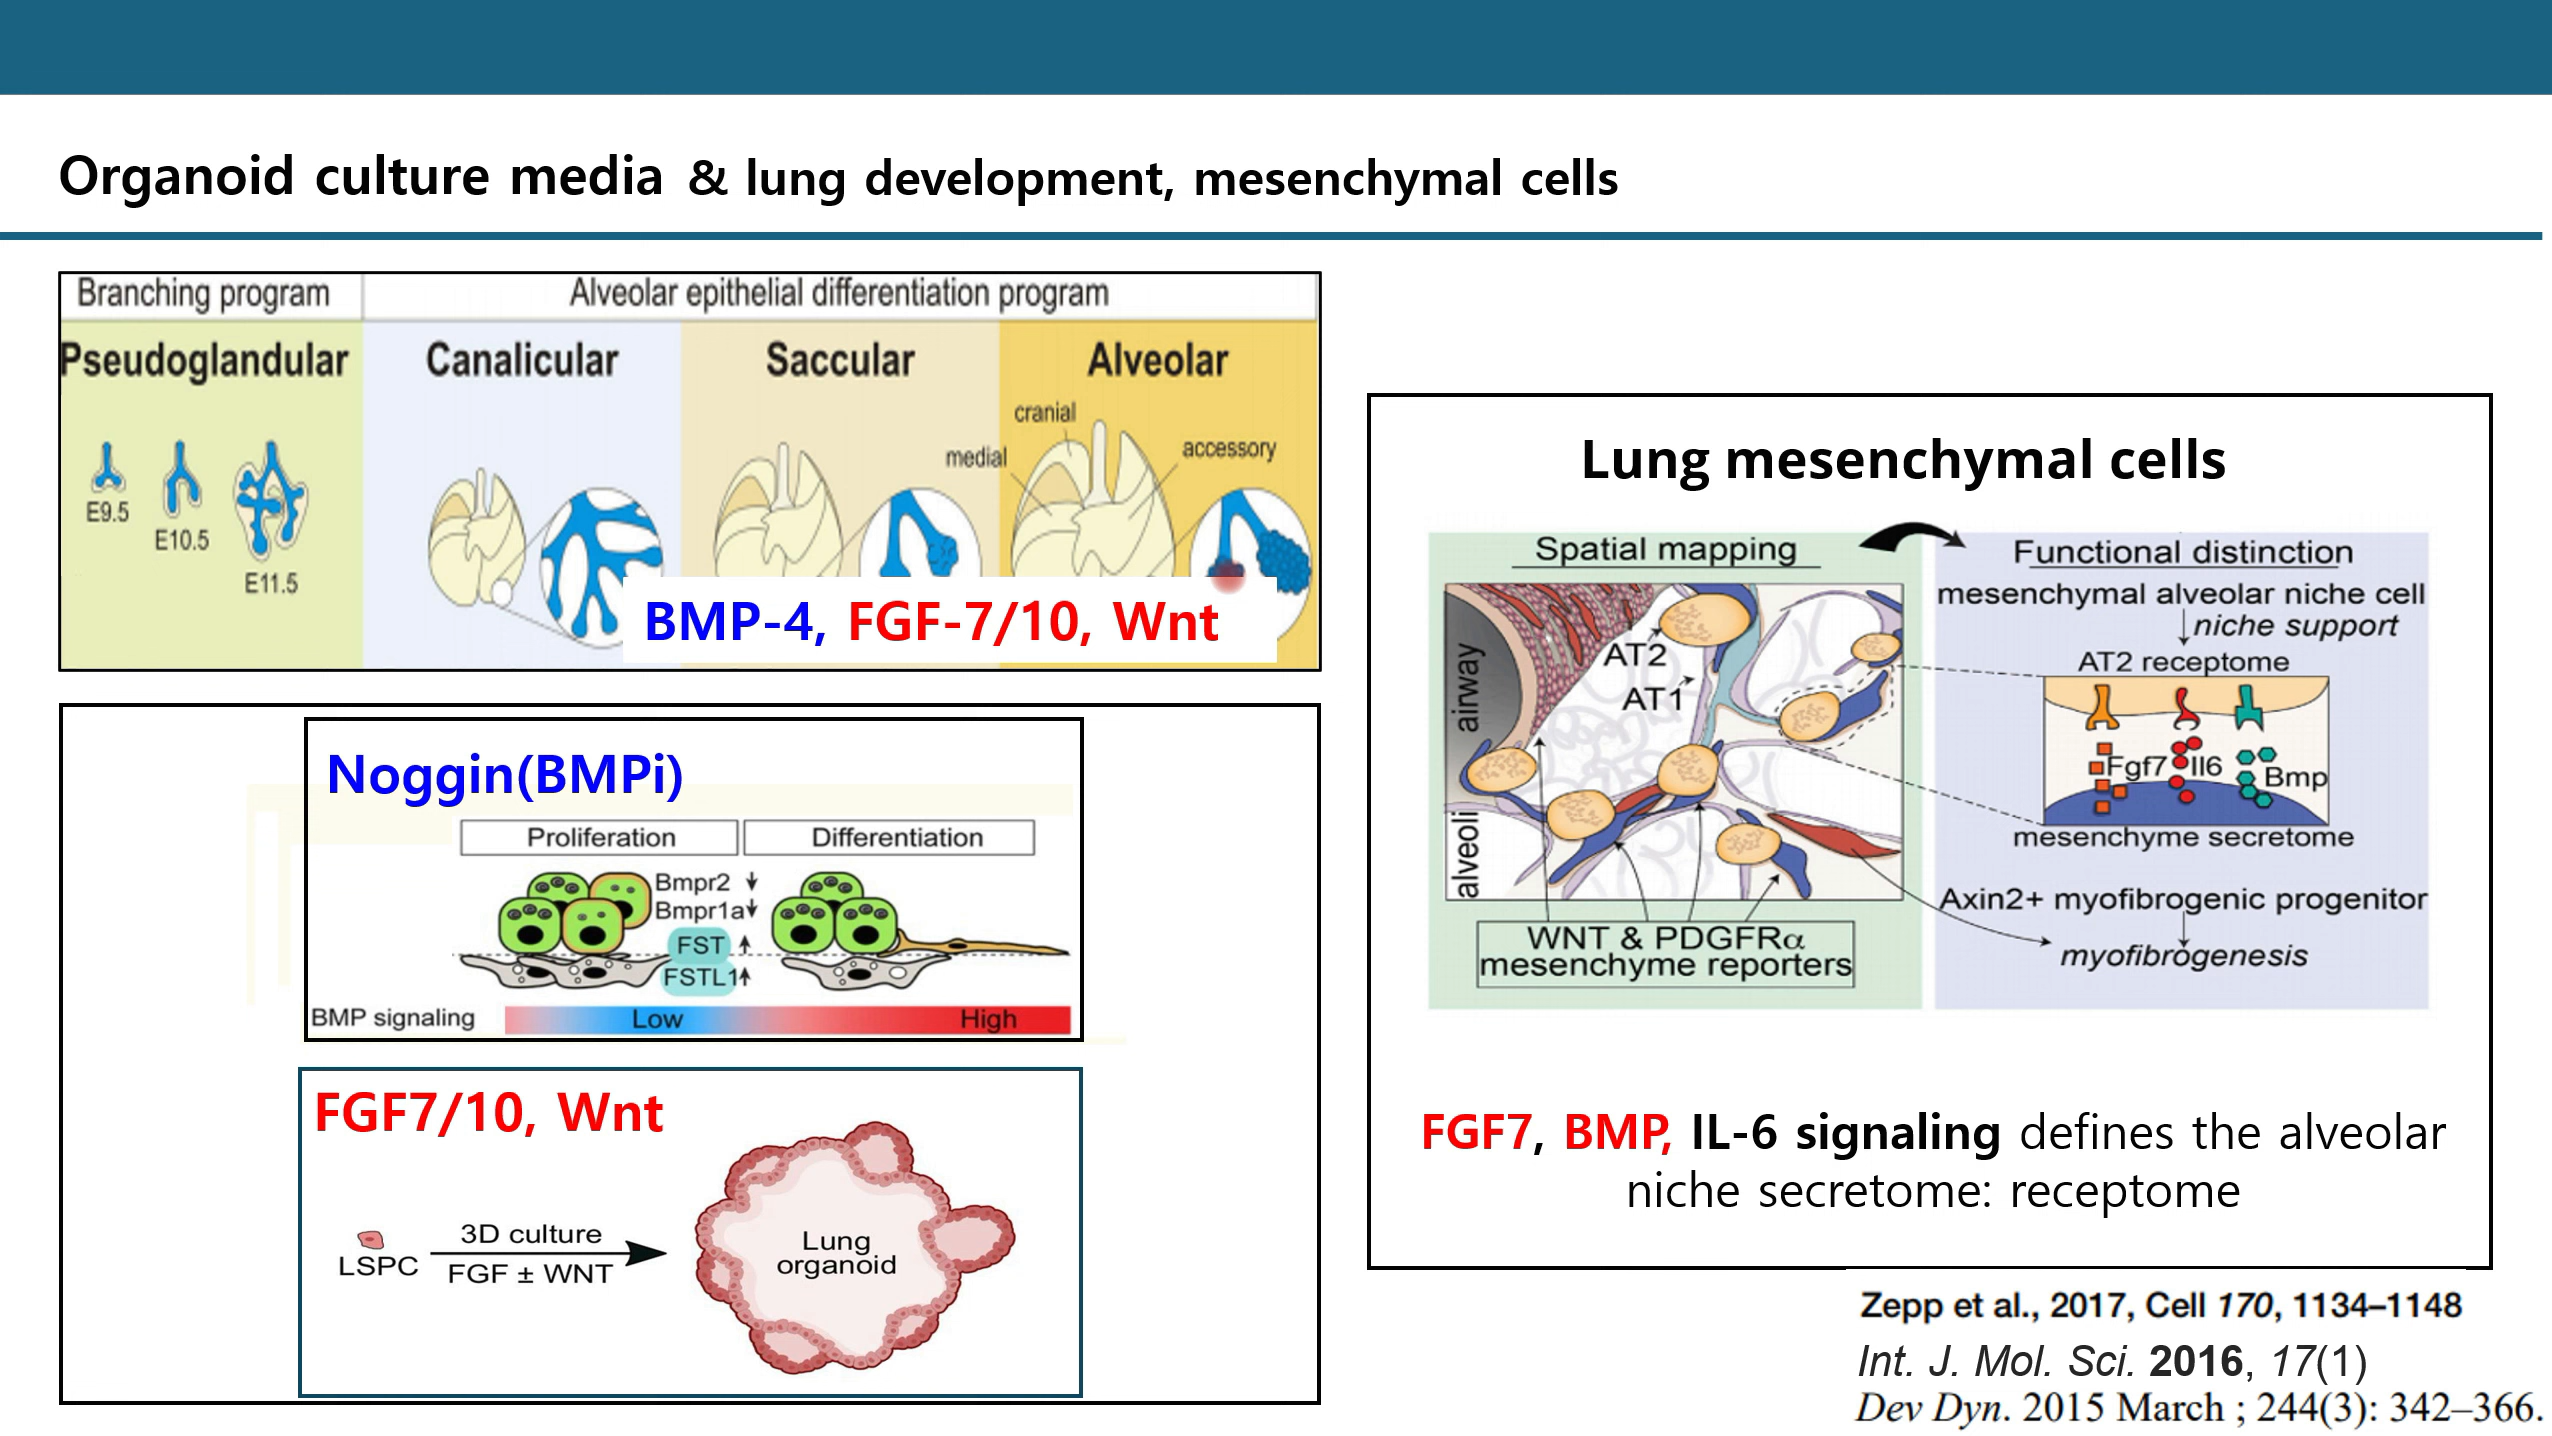 Organoid culture media & lung development, mesenchymal cells
Branching program
Alveolar epithelial differentiation program
Pseudoglandular
Canalicular
Saccular
Alveolar
cranial
medial
accessory
E9.5
E10.5
E11.5
BMP-4, FGF-7/10, Wnt
Noggin(BMPi)
Proliferation
Differentiation
Bmpr2
Bmpr1a
FST
FSTL1
BMP signaling
Low
High
FGF7/10, Wnt
3D culture
LSPC
FGF ± WNT
Lung
organoid
Lung mesenchymal cells
Spatial mapping
airway
alveoli
AT2
AT1
WNT & PDGFRα
mesenchyme reporters
Functional distinction
mesenchymal alveolar niche cell
niche support
AT2 receptome
Fgf7
Il6
Bmp
mesenchyme secretome
Axin2+ myofibrogenic progenitor
myofibrogenesis
FGF7, BMP, IL-6 signaling defines the alveolar
niche secretome: receptome
Zepp et al., 2017, Cell 170, 1134–1148
Int. J. Mol. Sci. 2016, 17(1)
Dev Dyn. 2015 March ; 244(3): 342–366.